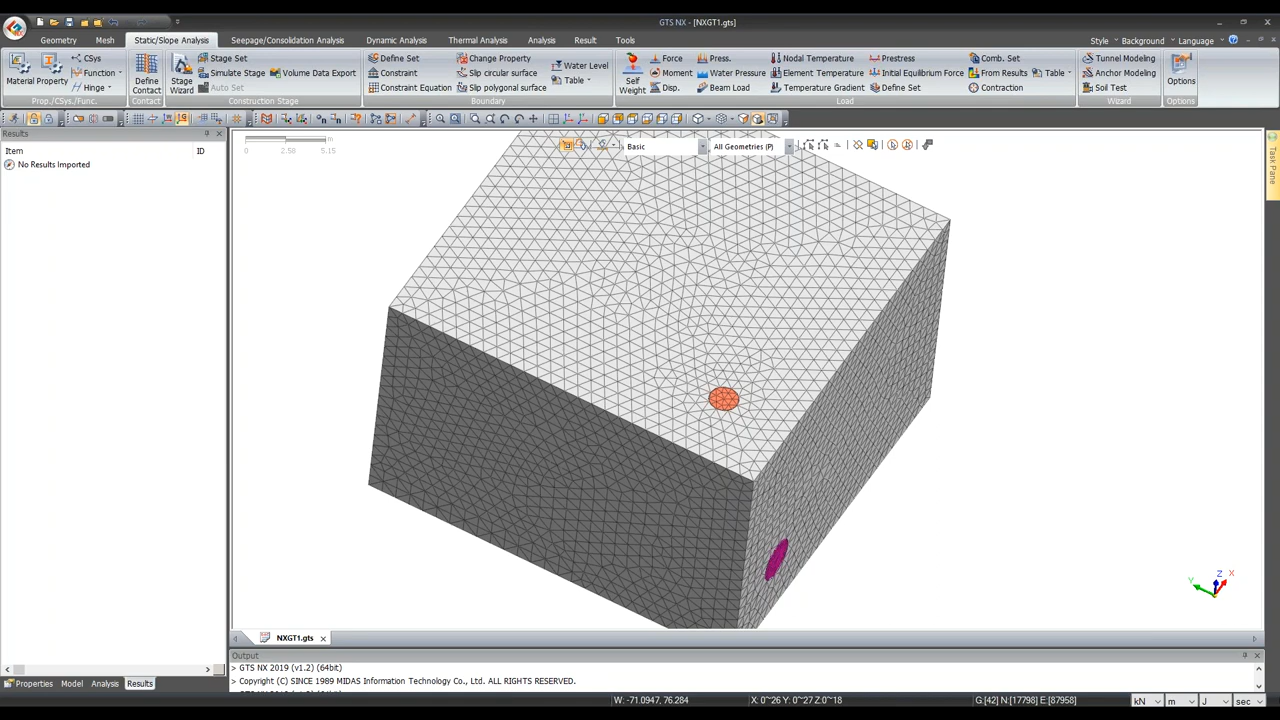 GTS NX - [NXGT1.gts]
Geometry Mesh Static/Slope Analysis Seepage/Consolidation Analysis Dynamic Analysis Thermal Analysis Analysis Result Tools Style Background Language
CSys Stage Set Define Set Change Property Water Level Force Press. Nodal Temperature Prestress Comb. Set Tunnel Modeling
Material Property Function Define Contact Stage Wizard Simulate Stage Volume Data Export Constraint Slip circular surface Table Self Weight Moment Water Pressure Element Temperature Initial Equilibrium Force From Results Table Anchor Modeling Options
Hinge Auto Set Constraint Equation Slip polygonal surface Disp. Beam Load Temperature Gradient Define Set Contraction Soil Test
Prop./CSys./Func. Contact Construction Stage Boundary Load Wizard Options
Results
Item ID
No Results Imported
0 2.58 5.15 m
Basic All Geometries (P)
Task Pane
Z X Y
NXGT1.gts
Output
> GTS NX 2019 (v1.2) (64bit)
> Copyright (C) SINCE 1989 MIDAS Information Technology Co., Ltd. ALL RIGHTS RESERVED.
Properties Model Analysis Results
W: -71.0947, 76.284 X: 0~26 Y: 0~27 Z:0~18 G:[42] N:[17798] E:[87958] kN m J sec